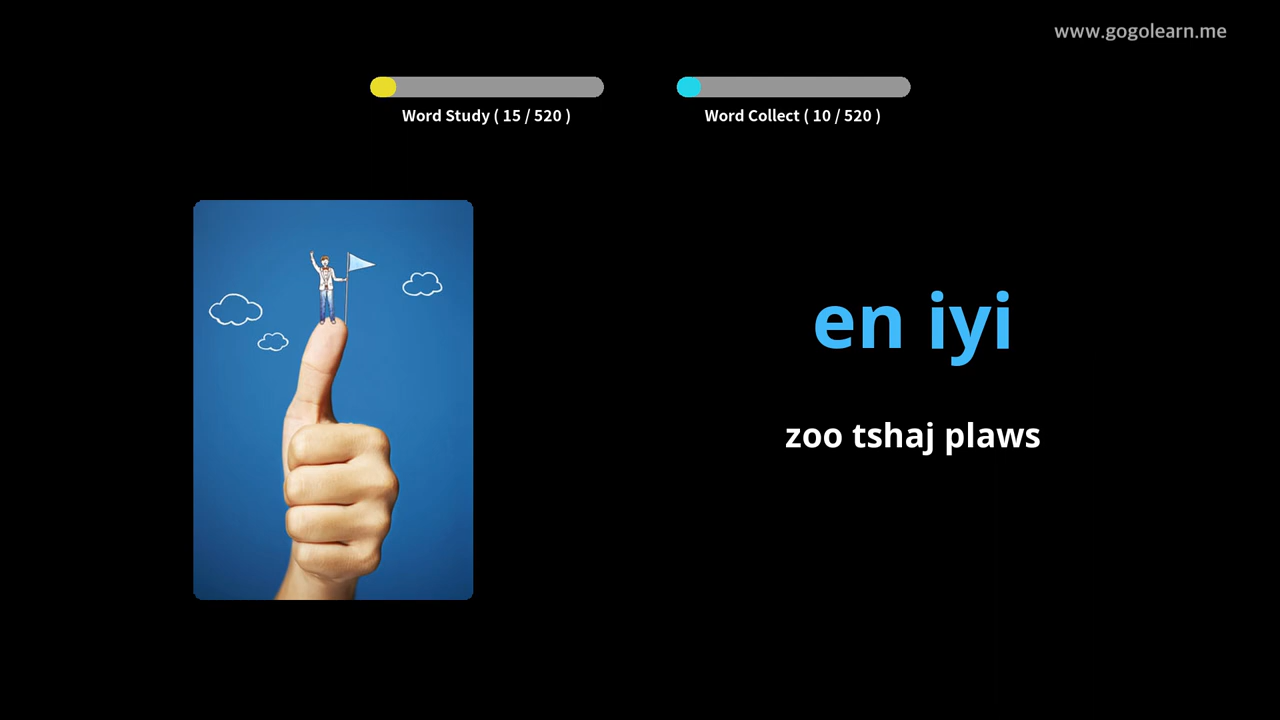 www.gogolearn.me
Word Study ( 15 / 520 )
Word Collect ( 10 / 520 )
en iyi
zoo tshaj plaws